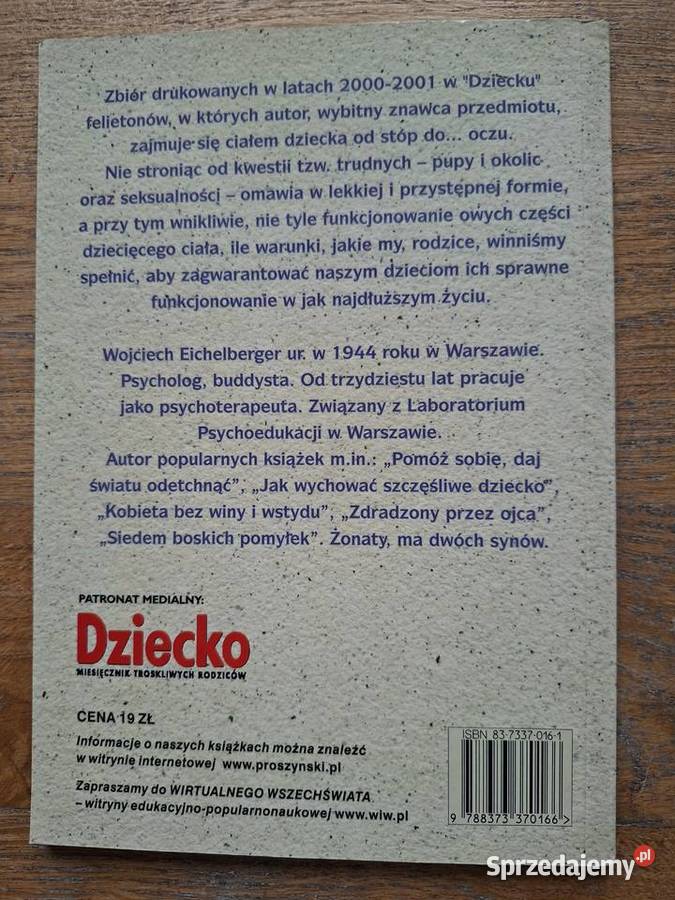 Zbiór drukowanych w latach 2000-2001 w "Dziecku"
felietonów, w których autor, wybitny znawca przedmiotu,
zajmuje się ciałem dziecka od stóp do... oczu.
Nie stroniąc od kwestii tzw. trudnych – pupy i okolic
oraz seksualności – omawia w lekkiej i przystępnej formie,
a przy tym wnikliwie, nie tyle funkcjonowanie owych części
dziecięcego ciała, ile warunki, jakie my, rodzice, winniśmy
spełnić, aby zagwarantować naszym dzieciom ich sprawne
funkcjonowanie w jak najdłuższym życiu.
Wojciech Eichelberger ur. w 1944 roku w Warszawie.
Psycholog, buddysta. Od trzydziestu lat pracuje
jako psychoterapeuta. Związany z Laboratorium
Psychoedukacji w Warszawie.
Autor popularnych książek m.in.: „Pomóż sobie, daj
światu odetchnąć”, „Jak wychować szczęśliwe dziecko”,
„Kobieta bez winy i wstydu”, „Zdradzony przez ojca”,
„Siedem boskich pomyłek”. Żonaty, ma dwóch synów.
PATRONAT MEDIALNY:
Dziecko
MIESIĘCZNIK TROSKLIWYCH RODZICÓW
CENA 19 ZŁ
Informacje o naszych książkach można znaleźć
w witrynie internetowej www.proszynski.pl
Zapraszamy do WIRTUALNEGO WSZECHŚWIATA
– witryny edukacyjno-popularnonaukowej www.wiw.pl
ISBN 83-7337-016-1
9 788373 370166 >
Sprzedajemy.pl